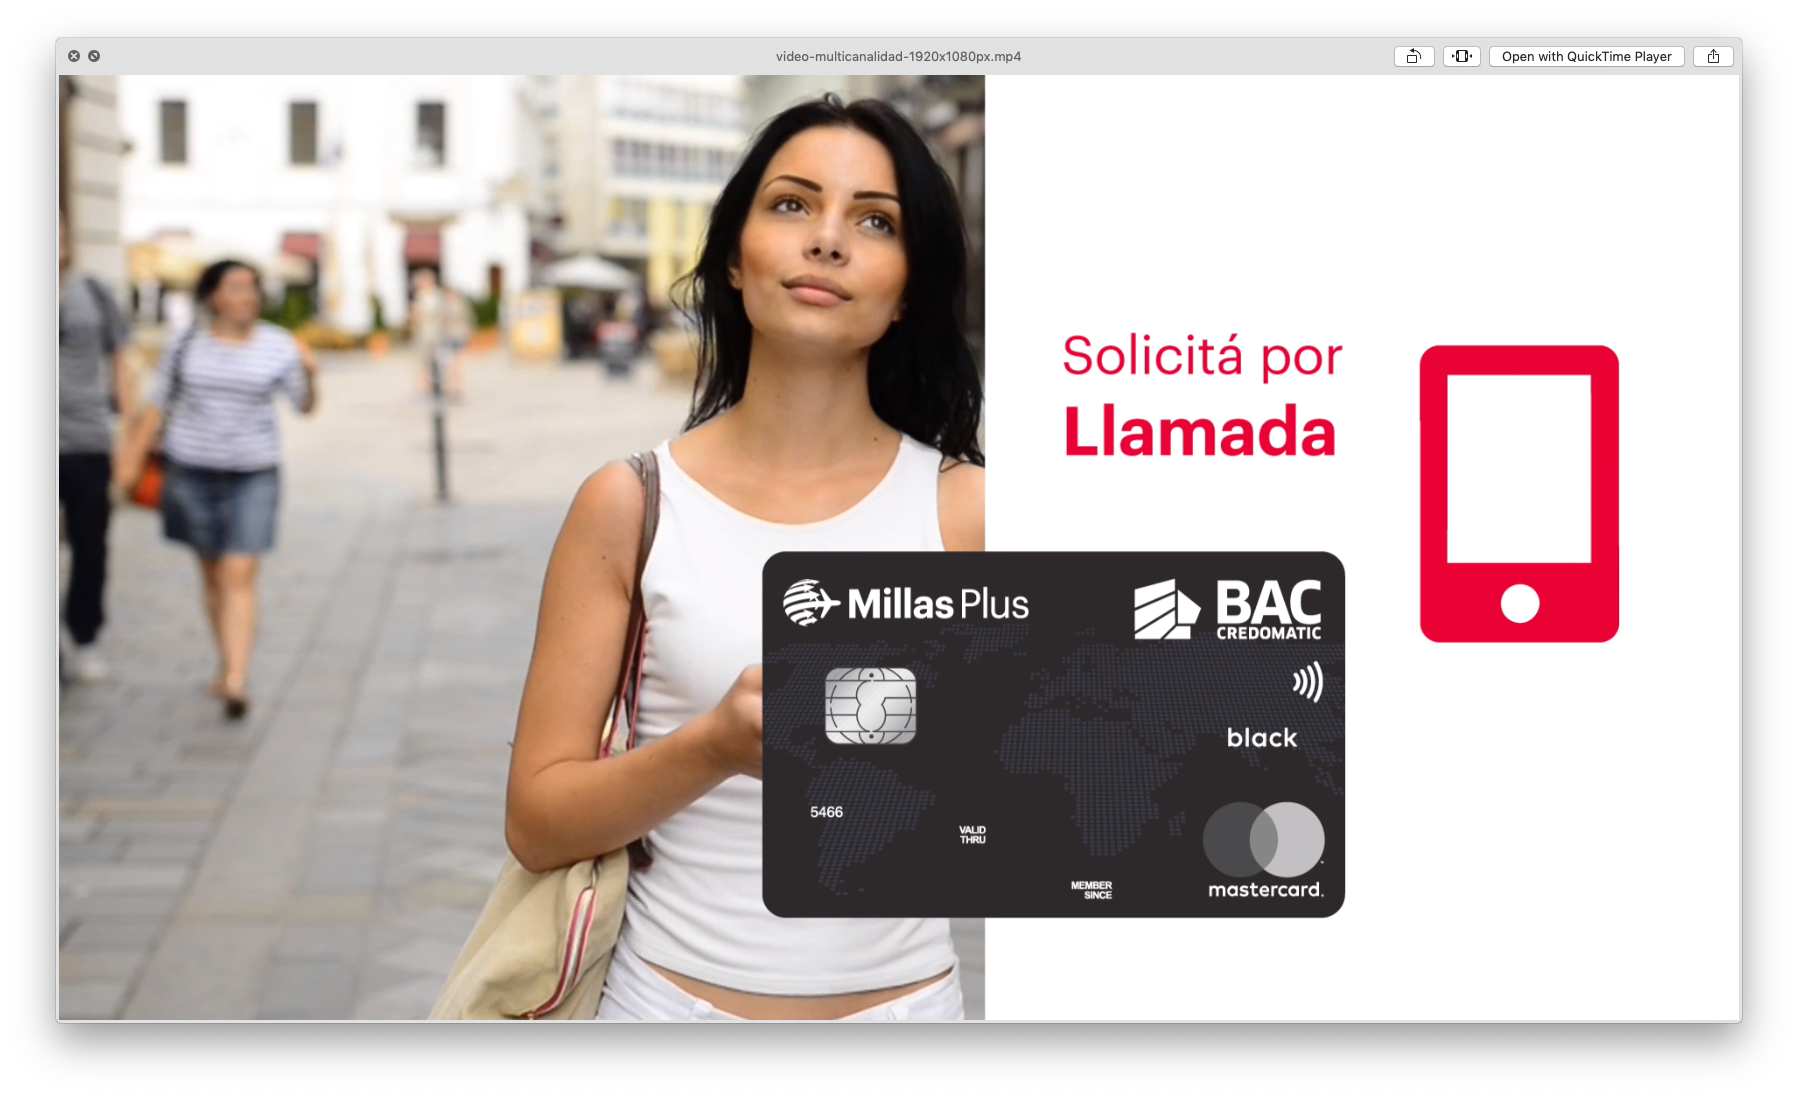 video-multicanalidad-1920x1080px.mp4
Open with QuickTime Player
Solicitá por
Llamada
Millas Plus
BAC
CREDOMATIC
black
5466
VALID
THRU
MEMBER
SINCE
mastercard.